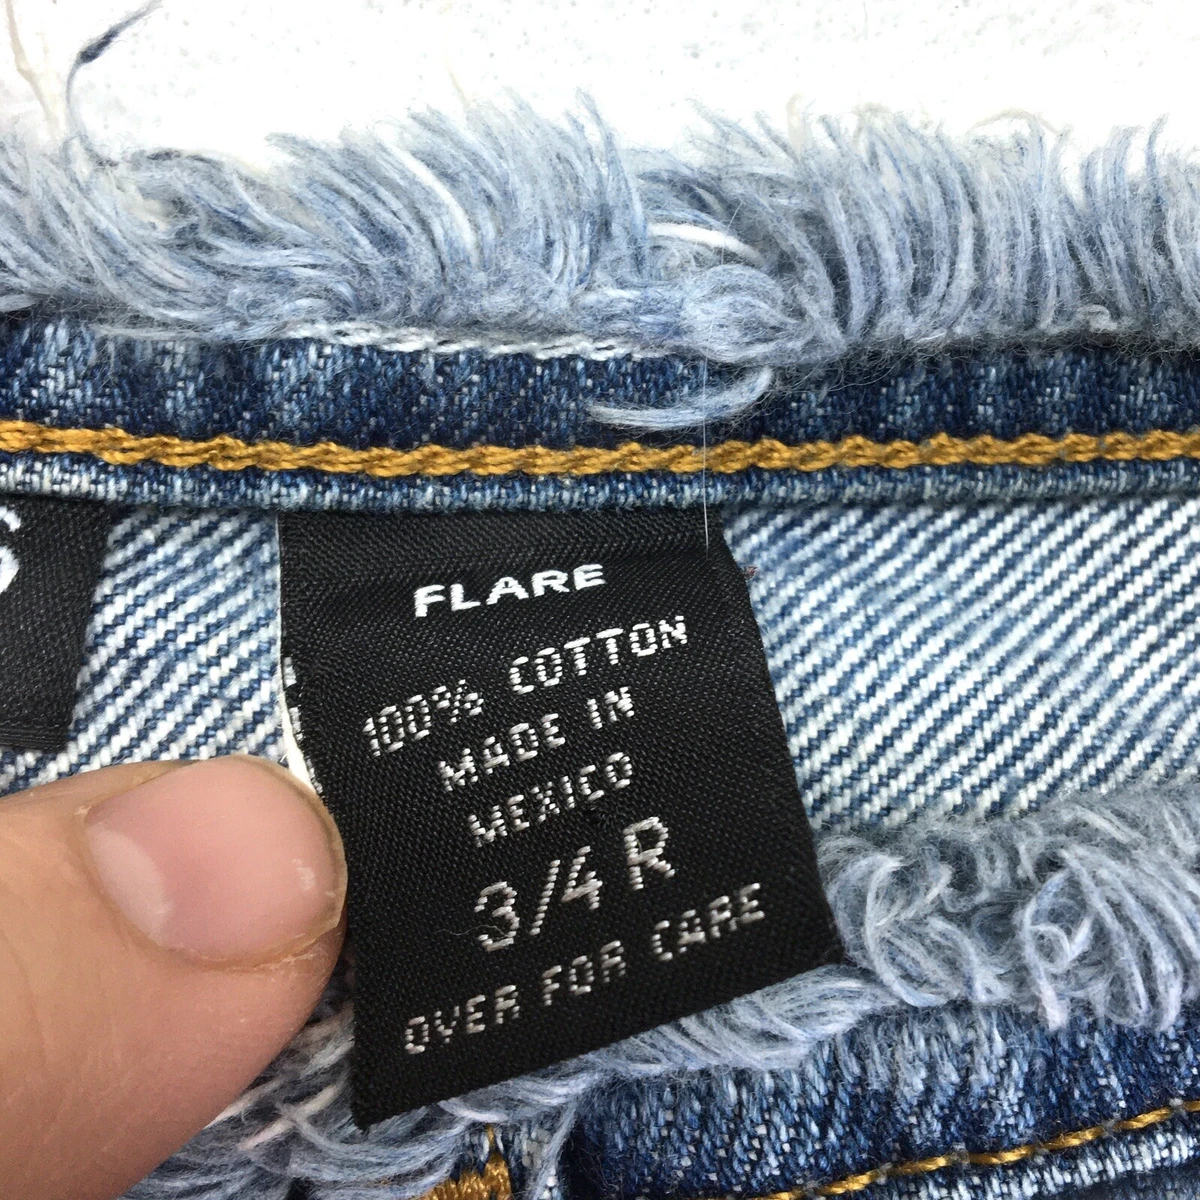 FLARE
100% COTTON
MADE IN
MEXICO
3/4 R
OVER FOR CARE